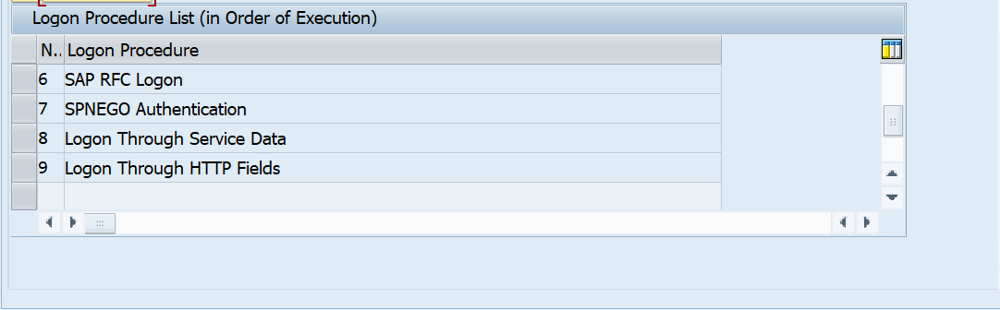 Logon Procedure List (in Order of Execution)
N.. Logon Procedure
6 SAP RFC Logon
7 SPNEGO Authentication
8 Logon Through Service Data
9 Logon Through HTTP Fields